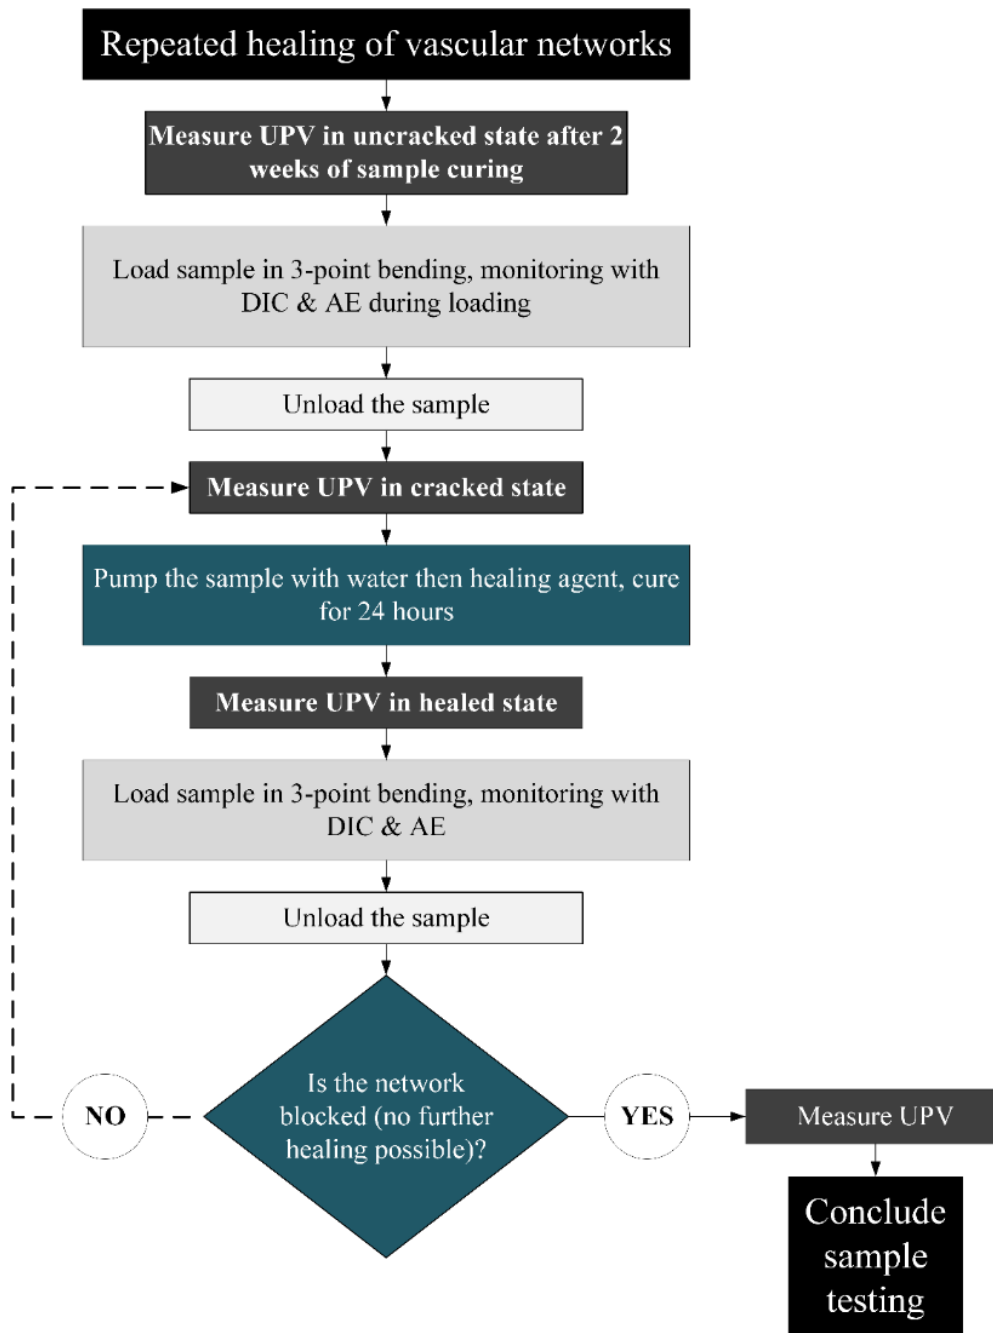 Repeated healing of vascular networks
Measure UPV in uncracked state after 2
weeks of sample curing
Load sample in 3-point bending, monitoring with
DIC & AE during loading
Unload the sample
Measure UPV in cracked state
Pump the sample with water then healing agent, cure
for 24 hours
Measure UPV in healed state
Load sample in 3-point bending, monitoring with
DIC & AE
Unload the sample
Is the network
blocked (no further
healing possible)?
NO
YES
Measure UPV
Conclude
sample
testing